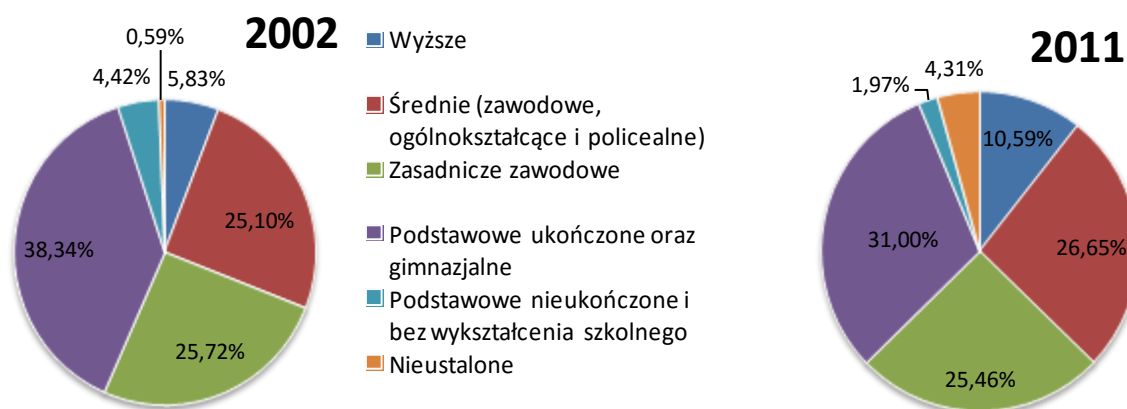 2002
0,59%
4,42%
5,83%
25,10%
38,34%
25,72%
Wyższe
Średnie (zawodowe,
ogólnokształcące i policealne)
Zasadnicze zawodowe
Podstawowe ukończone oraz
gimnazjalne
Podstawowe nieukończone i
bez wykształcenia szkolnego
Nieustalone
2011
4,31%
1,97%
10,59%
31,00%
26,65%
25,46%